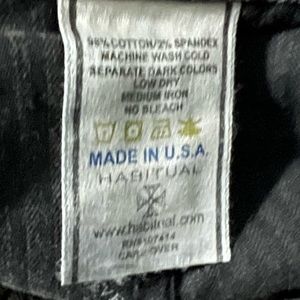 98% COTTON/2% SPANDEX
MACHINE WASH COLD
SEPARATE DARK COLORS
LOW DRY
MEDIUM IRON
NO BLEACH
MADE IN U.S.A.
HABITUAL
www.habitual.com